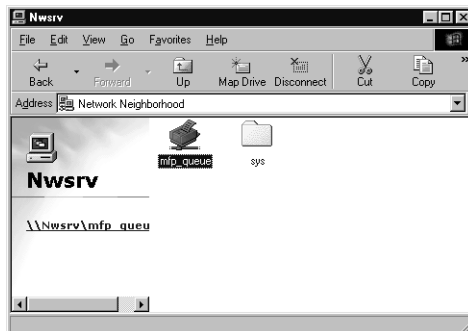 Nwsrv
File Edit View Go Favorites Help
Back Forward Up Map Drive Disconnect Cut Copy
Address Network Neighborhood
mfp_queue sys
Nwsrv
\\Nwsrv\mfp_queu